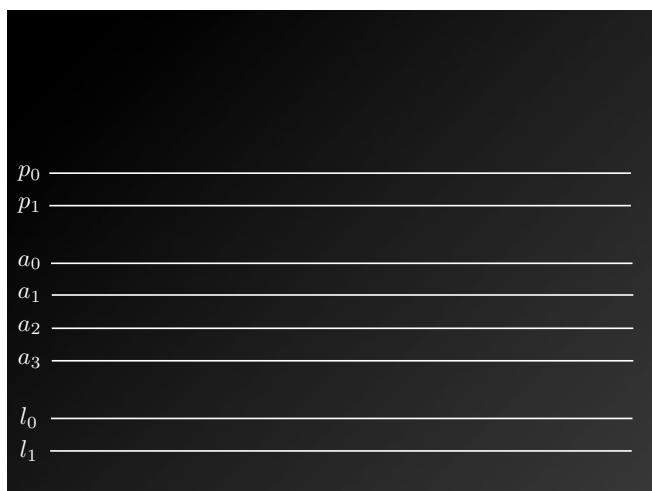 p₀
p₁
a₀
a₁
a₂
a₃
l₀
l₁